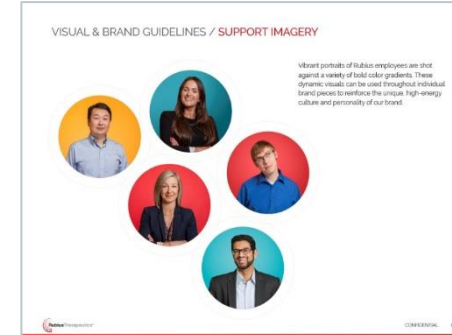 VISUAL & BRAND GUIDELINES / SUPPORT IMAGERY
Vibrant portraits of Rubius employees are shot
against a variety of bold color gradients. These
dynamic visuals can be used throughout individual
brand pieces to reinforce the unique, high-energy
culture and personality of our brand.
Rubius Therapeutics
CONFIDENTIAL